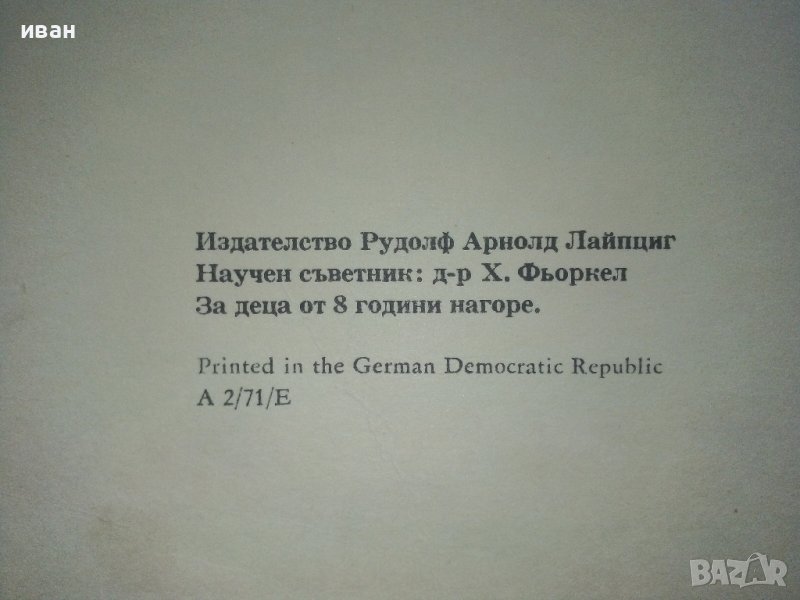 иван
Издателство Рудолф Арнолд Лайпциг
Научен съветник: д-р Х. Фьоркел
За деца от 8 години нагоре.
Printed in the German Democratic Republic
A 2/71/E
BAZAR